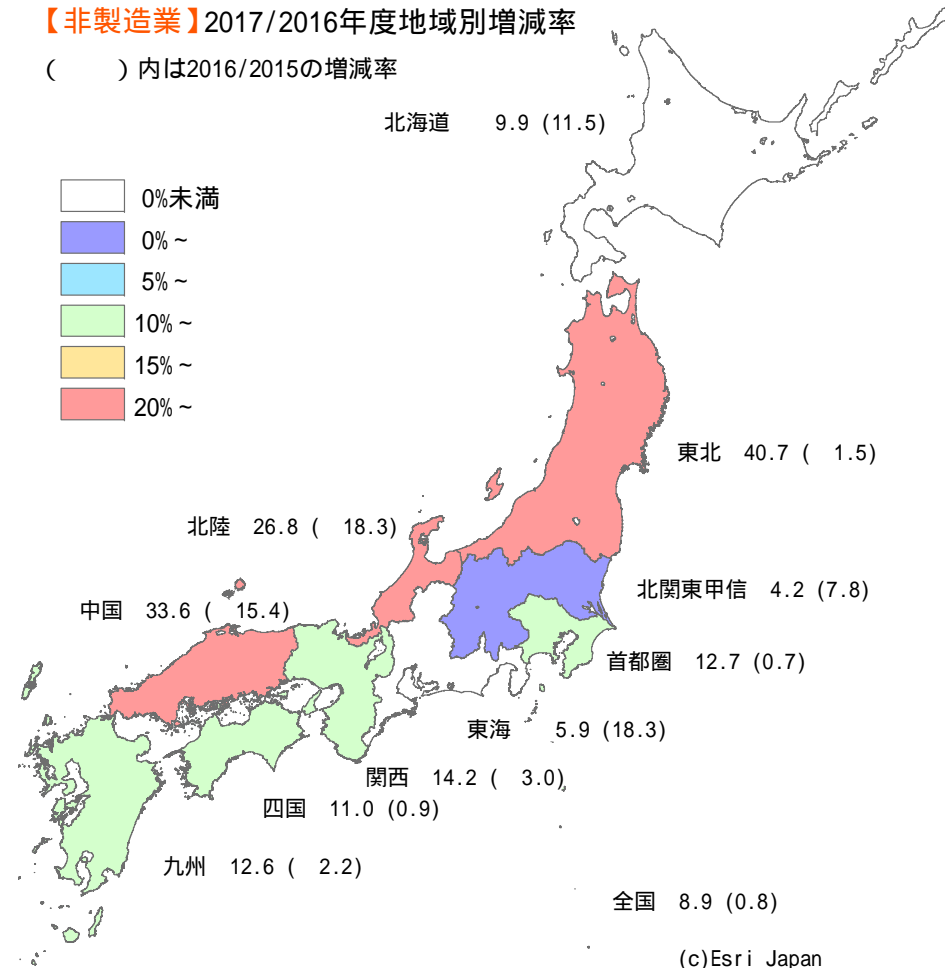 【非製造業】2017/2016年度地域別増減率
(　　)内は2016/2015の増減率
北海道　 9.9 (11.5)
0%未満
0%~
5%~
10%~
15%~
20%~
東北　40.7 (　1.5)
北陸　26.8 (　18.3)
北関東甲信　4.2 (7.8)
中国　33.6 (　15.4)
首都圏　12.7 (0.7)
東海　 5.9 (18.3)
関西　14.2 (　3.0)
四国　11.0 (0.9)
九州　12.6 (　2.2)
全国　8.9 (0.8)
(c)Esri Japan